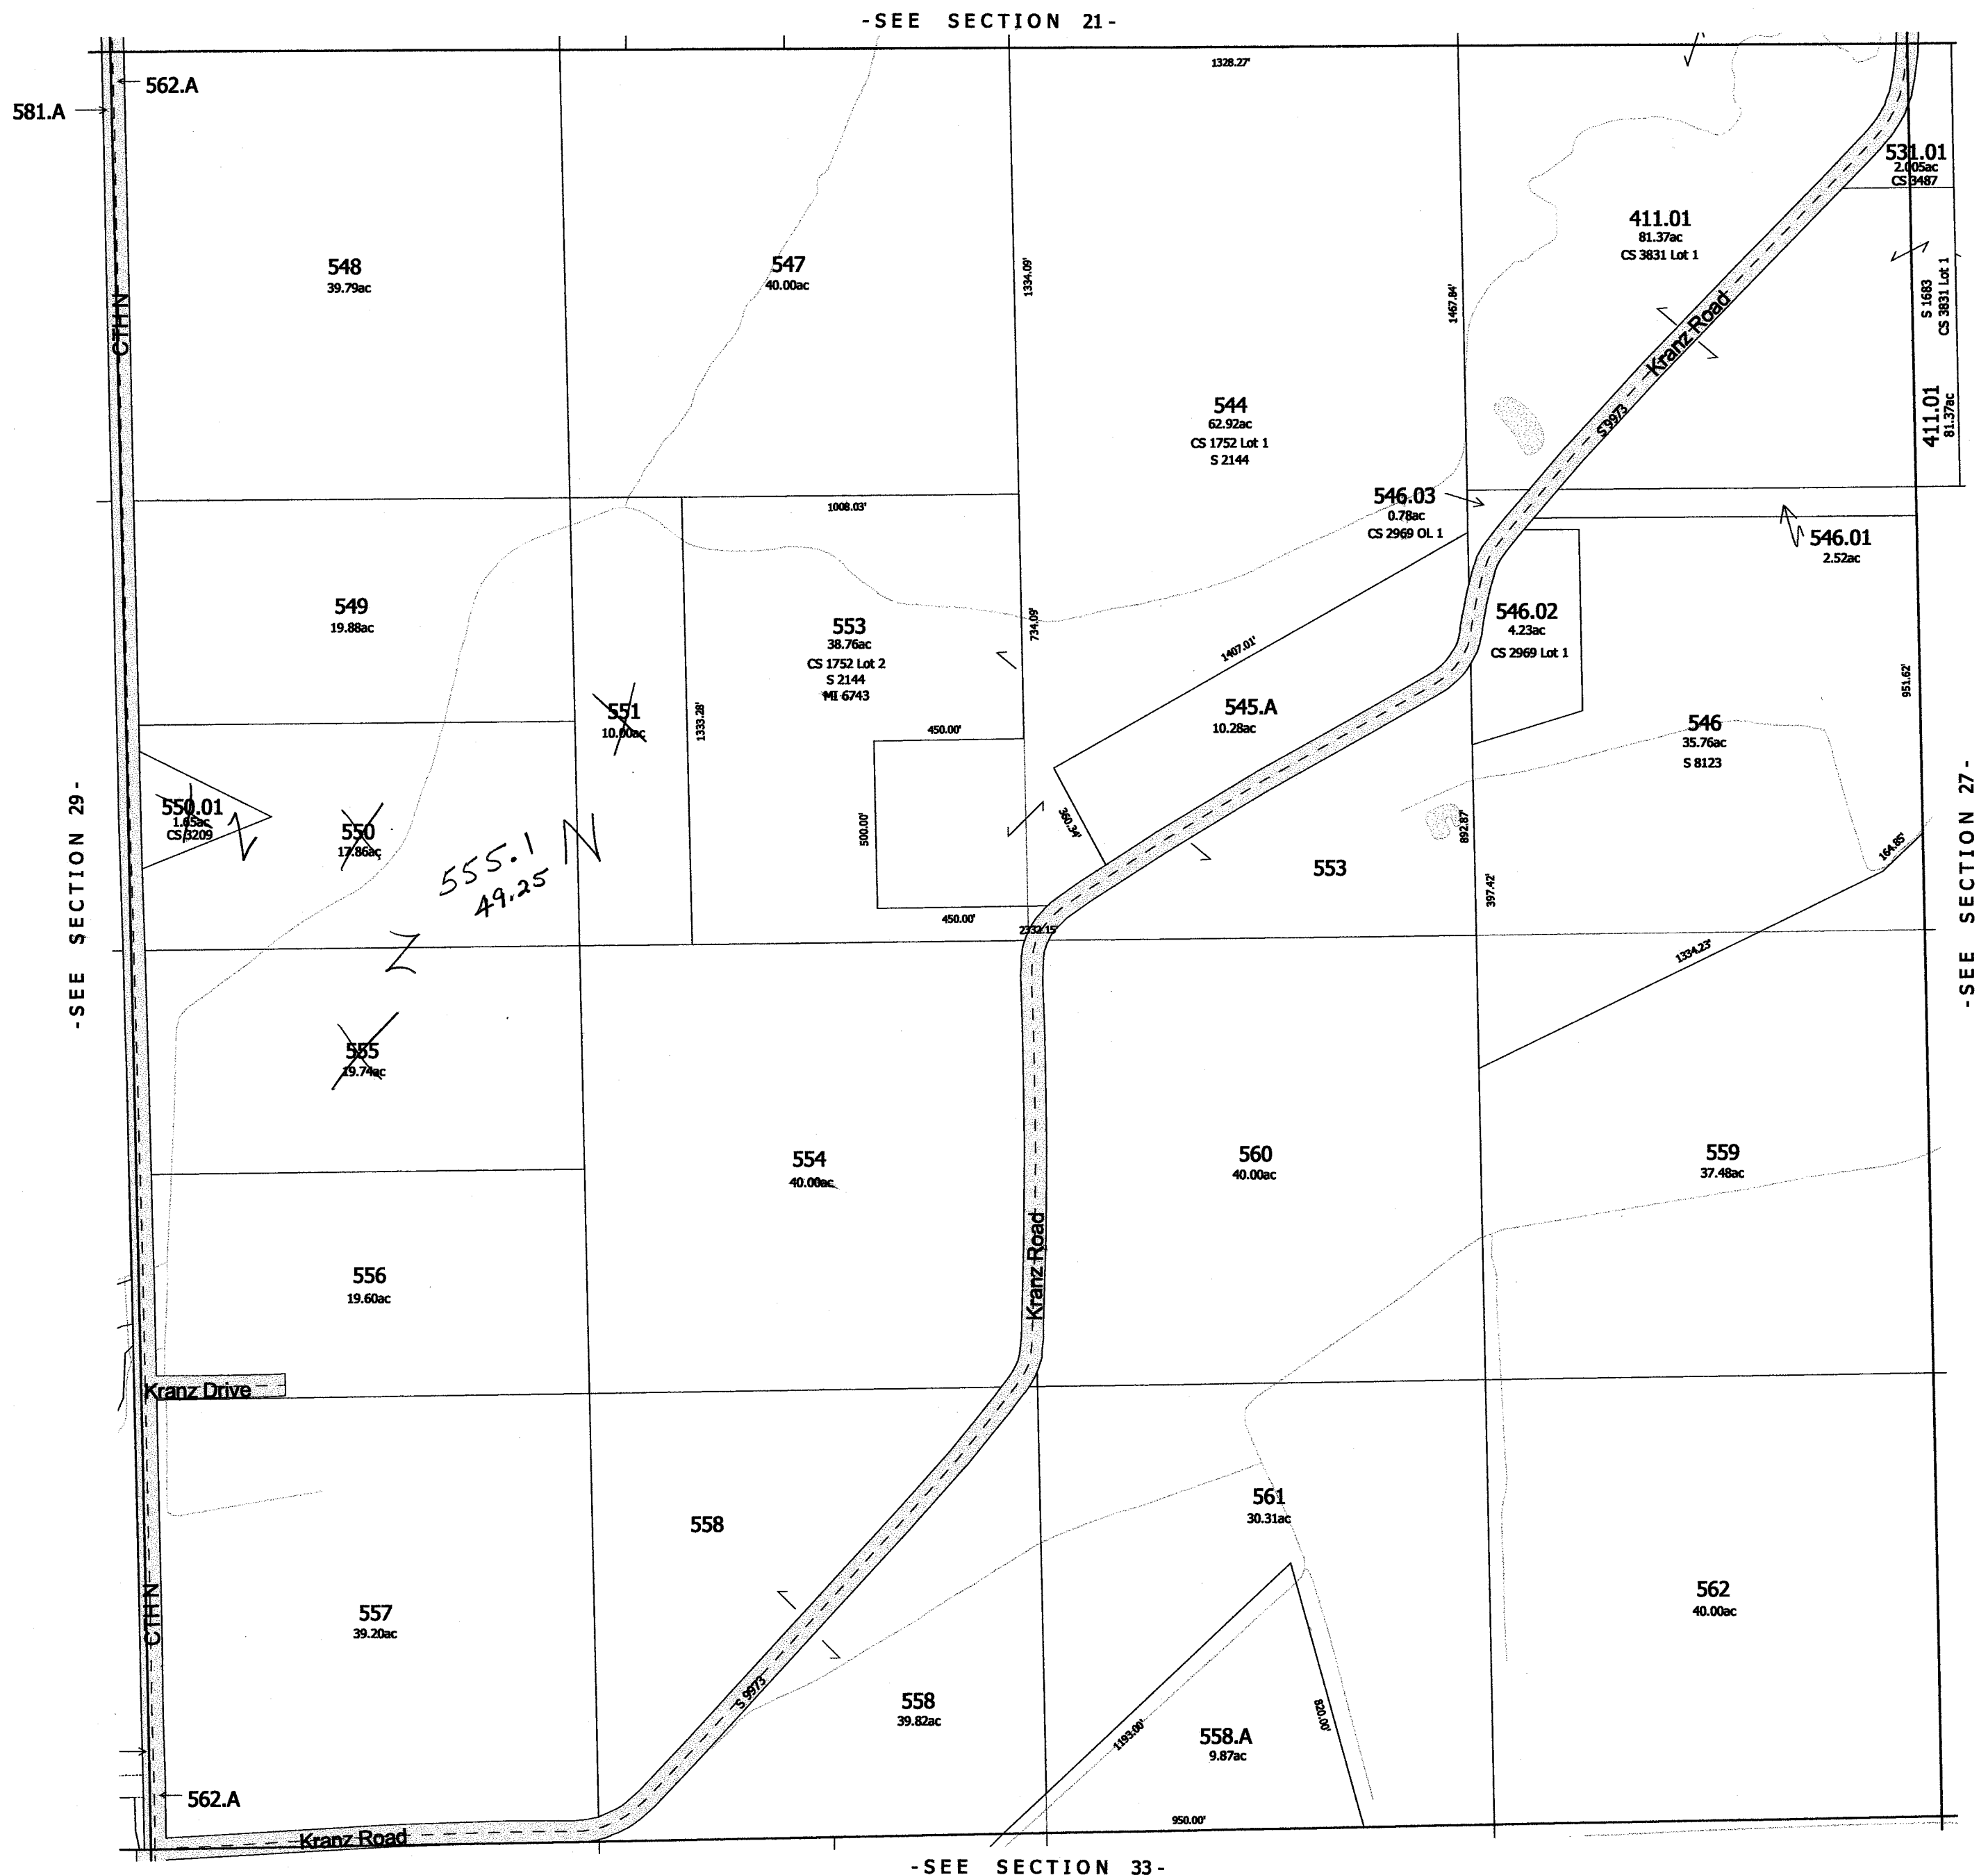 -SEE SECTION 21-
562.A
581.A
1328.27'
531.01
2.005ac
CS 3487
411.01
81.37ac
CS 3831 Lot 1
548
39.79ac
547
40.00ac
1334.09'
1467.84'
CTH N
Kranz Road
S 9973
S 1683
CS 3831 Lot 1
411.01
81.37ac
544
62.92ac
CS 1752 Lot 1
S 2144
546.03
0.78ac
CS 2969 OL 1
1008.03'
546.01
2.52ac
549
19.88ac
553
38.76ac
CS 1752 Lot 2
S 2144
MI 6743
734.09'
1407.01'
546.02
4.23ac
CS 2969 Lot 1
951.62'
551
10.00ac
1333.28'
450.00'
545.A
10.28ac
546
35.76ac
S 8123
-SEE SECTION 29-
550.01
1.65ac
CS 3209
550
17.86ac
555.1
49.25
500.00'
360.34'
892.87'
164.85'
553
397.42'
-SEE SECTION 27-
450.00'
2332.15'
1334.23'
555
19.74ac
554
40.00ac
560
40.00ac
559
37.48ac
556
19.60ac
Kranz Road
Kranz Drive
558
561
30.31ac
557
39.20ac
CTH N
562
40.00ac
S 9973
558
39.82ac
1193.00'
558.A
9.87ac
820.00'
562.A
950.00'
Kranz Road
-SEE SECTION 33-